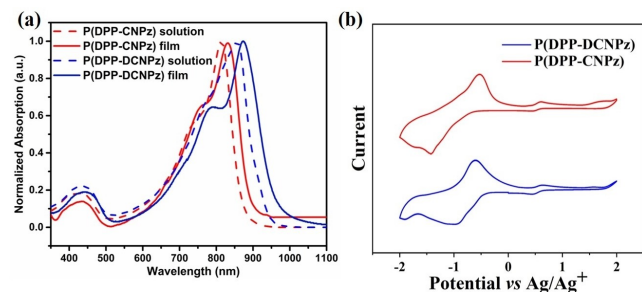 (a)
P(DPP-CNPz) solution
P(DPP-CNPz) film
P(DPP-DCNPz) solution
P(DPP-DCNPz) film
Normalized Absorption (a.u.)
1.0
0.8
0.6
0.4
0.2
0.0
400 500 600 700 800 900 1000 1100
Wavelength (nm)
(b)
P(DPP-DCNPz)
P(DPP-CNPz)
Current
-2 -1 0 1 2
Potential vs Ag/Ag+